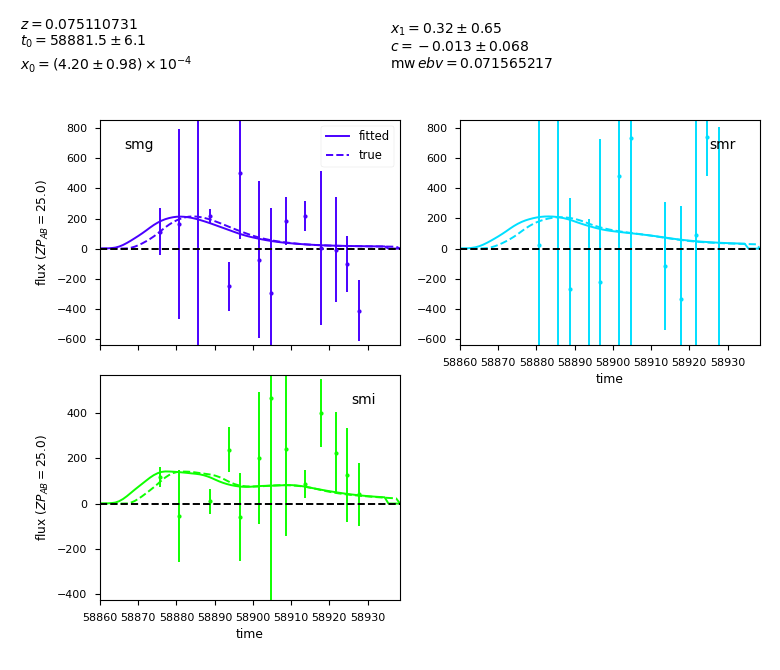 z = 0.075110731
t₀ = 58881.5 ± 6.1
x₀ = (4.20 ± 0.98) × 10⁻⁴
x₁ = 0.32 ± 0.65
c = −0.013 ± 0.068
mw ebv = 0.071565217
800
600
400
200
0
−200
−400
−600
flux (ZP_AB = 25.0)
smg
fitted
true
800
600
400
200
0
−200
−400
−600
smr
58860 58870 58880 58890 58900 58910 58920 58930
time
400
200
0
−200
−400
flux (ZP_AB = 25.0)
smi
58860 58870 58880 58890 58900 58910 58920 58930
time